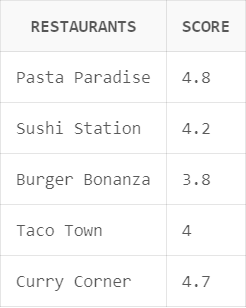 RESTAURANTS SCORE
Pasta Paradise 4.8
Sushi Station 4.2
Burger Bonanza 3.8
Taco Town 4
Curry Corner 4.7